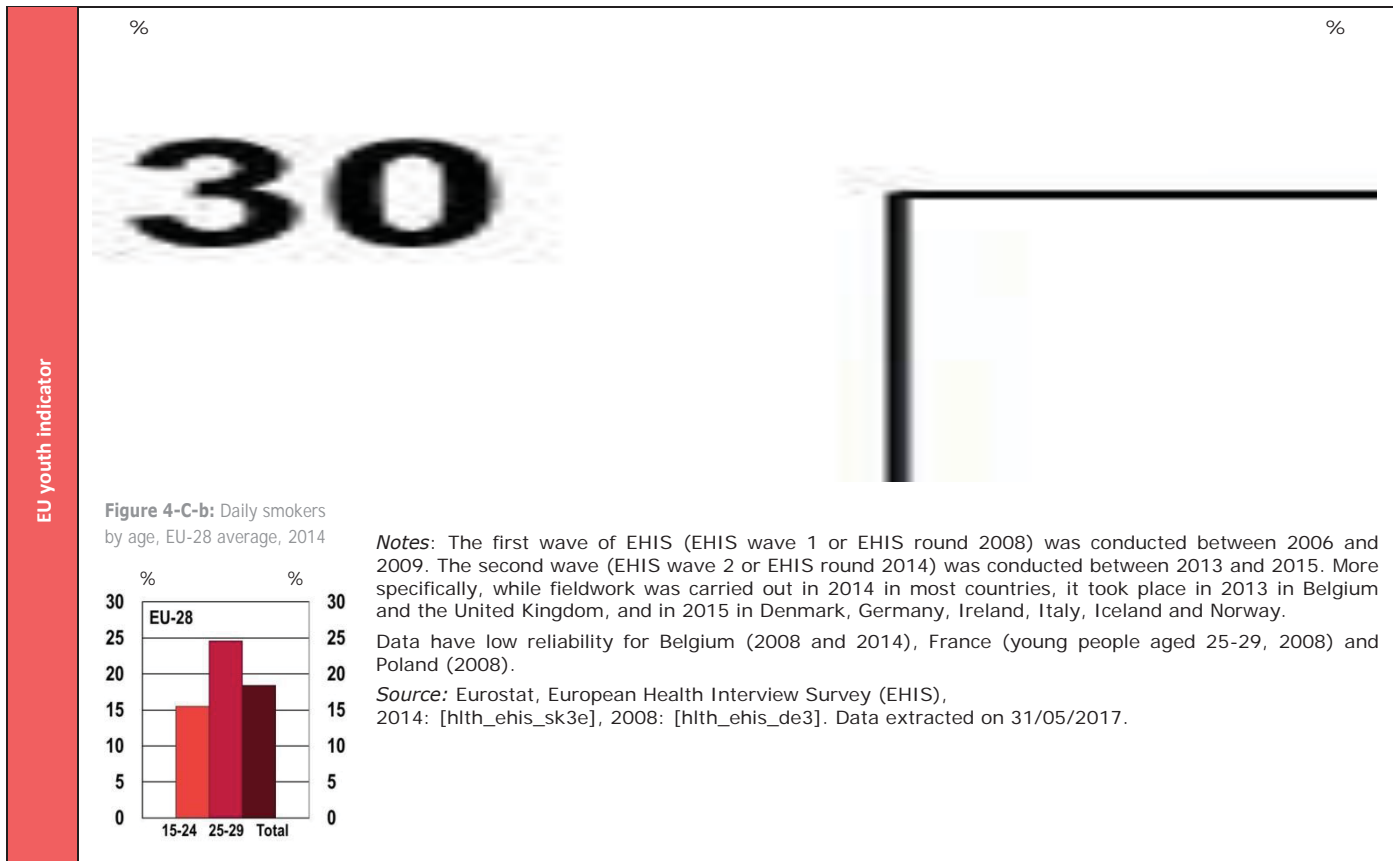 EU youth indicator
% %
30
Figure 4-C-b: Daily smokers
by age, EU-28 average, 2014
% %
30 30
EU-28
25 25
20 20
15 15
10 10
5 5
0 0
15-24 25-29 Total
Notes: The first wave of EHIS (EHIS wave 1 or EHIS round 2008) was conducted between 2006 and
2009. The second wave (EHIS wave 2 or EHIS round 2014) was conducted between 2013 and 2015. More
specifically, while fieldwork was carried out in 2014 in most countries, it took place in 2013 in Belgium
and the United Kingdom, and in 2015 in Denmark, Germany, Ireland, Italy, Iceland and Norway.
Data have low reliability for Belgium (2008 and 2014), France (young people aged 25-29, 2008) and
Poland (2008).
Source: Eurostat, European Health Interview Survey (EHIS),
2014: [hlth_ehis_sk3e], 2008: [hlth_ehis_de3]. Data extracted on 31/05/2017.